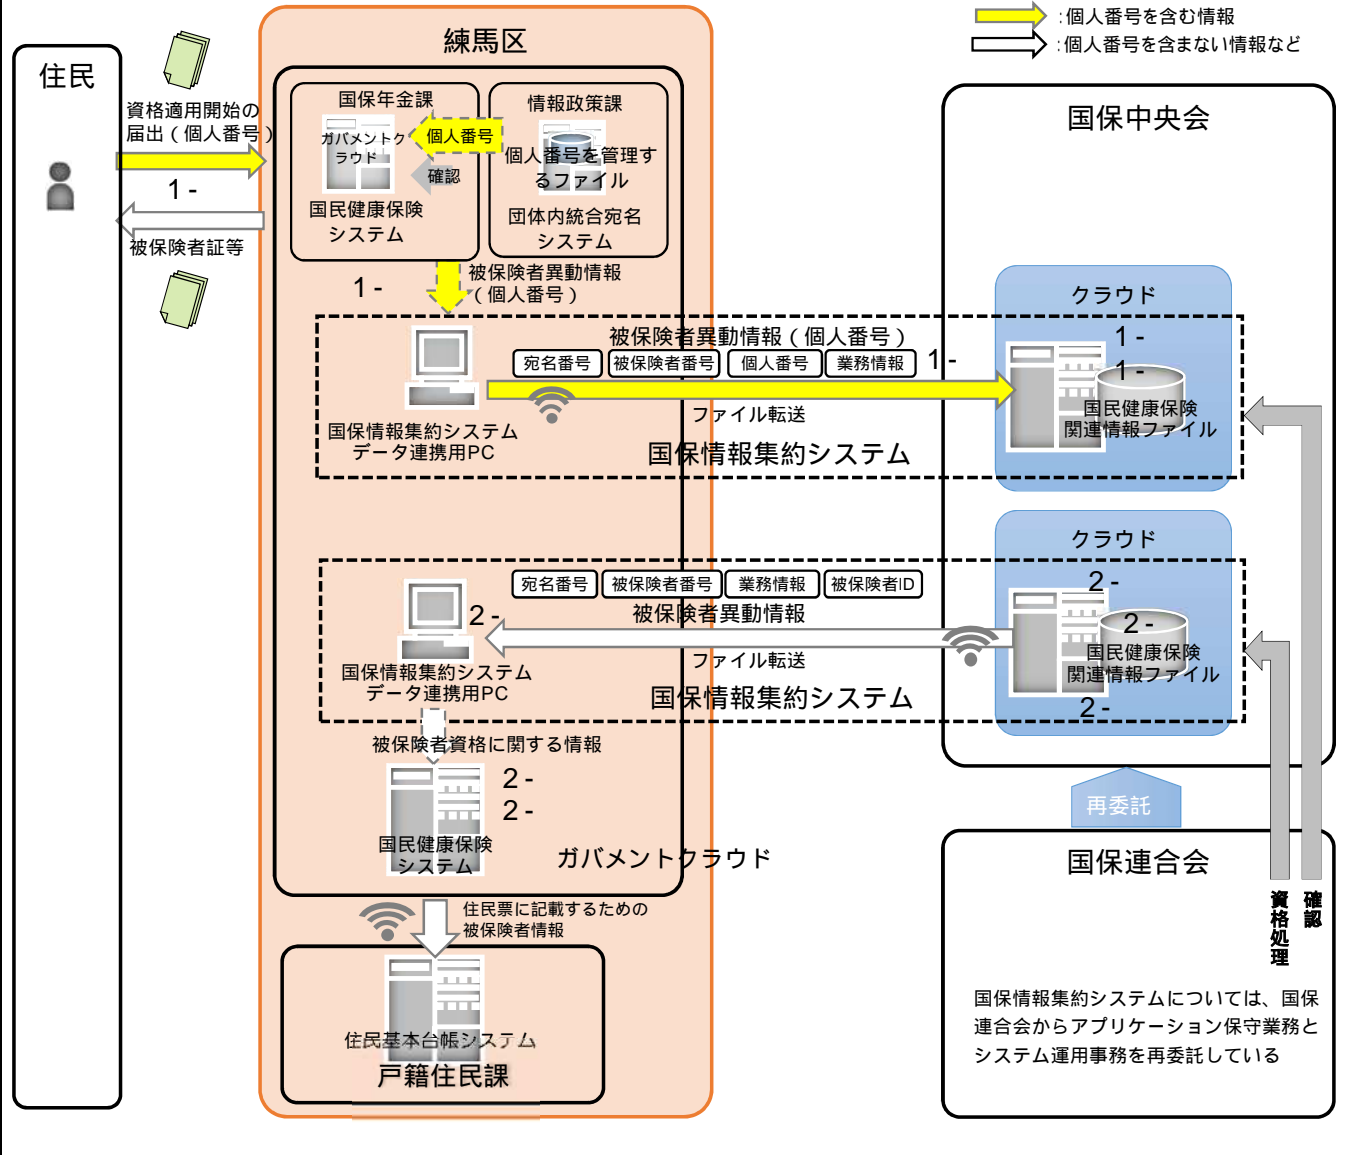 :個人番号を含む情報
:個人番号を含まない情報など
住民
資格適用開始の
届出（個人番号）
1 -
被保険者証等
練馬区
国保年金課
ガバメントク
ラウド
国民健康保険
システム
個人番号
確認
情報政策課
個人番号を管理す
るファイル
団体内統合宛名
システム
1 -
被保険者異動情報
（個人番号）
被保険者異動情報（個人番号）
宛名番号
被保険者番号
個人番号
業務情報
1 -
ファイル転送
国保情報集約システム
データ連携用PC
国保情報集約システム
国保中央会
クラウド
1 -
1 -
国民健康保険
関連情報ファイル
クラウド
2 -
2 -
国民健康保険
関連情報ファイル
2 -
宛名番号
被保険者番号
業務情報
被保険者ID
被保険者異動情報
2 -
ファイル転送
国保情報集約システム
データ連携用PC
国保情報集約システム
被保険者資格に関する情報
2 -
2 -
国民健康保険
システム
ガバメントクラウド
住民票に記載するための
被保険者情報
住民基本台帳システム
戸籍住民課
再委託
国保連合会
資格処理
確認
国保情報集約システムについては、国保
連合会からアプリケーション保守業務と
システム運用事務を再委託している